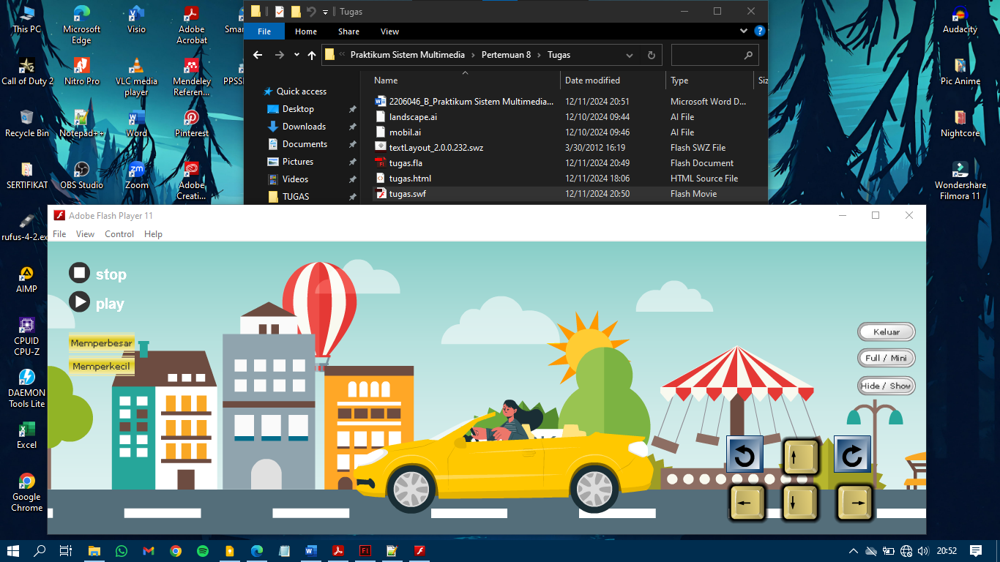 This PC
Microsoft
Edge
Visio
Adobe
Acrobat
Call of Duty 2
Nitro Pro
VLC media
player
Mendeley
Referen...
Recycle Bin
Notepad++
Word
Pinterest
SERTIFIKAT
OBS Studio
Zoom
Adobe
Creati...
AIMP
CPUID
CPU-Z
DAEMON
Tools Lite
Excel
Google
Chrome
Tugas
File
Home
Share
View
Praktikum Sistem Multimedia
Pertemuan 8
Tugas
Name
Date modified
Type
Quick access
Desktop
Downloads
Documents
Pictures
Videos
TUGAS
2206046_B_Praktikum Sistem Multimedia... 12/11/2024 20:51 Microsoft Word D...
landscape.ai 12/10/2024 09:44 AI File
mobil.ai 12/10/2024 09:46 AI File
textLayout_2.0.0.232.swz 3/30/2012 16:19 Flash SWZ File
tugas.fla 12/11/2024 20:49 Flash Document
tugas.html 12/11/2024 18:06 HTML Source File
tugas.swf 12/11/2024 20:50 Flash Movie
Audacity
Pic Anime
Nightcore
Wondershare
Filmora 11
Adobe Flash Player 11
File
View
Control
Help
stop
play
Memperbesar
Memperkecil
Keluar
Full / Mini
Hide / Show
20:52